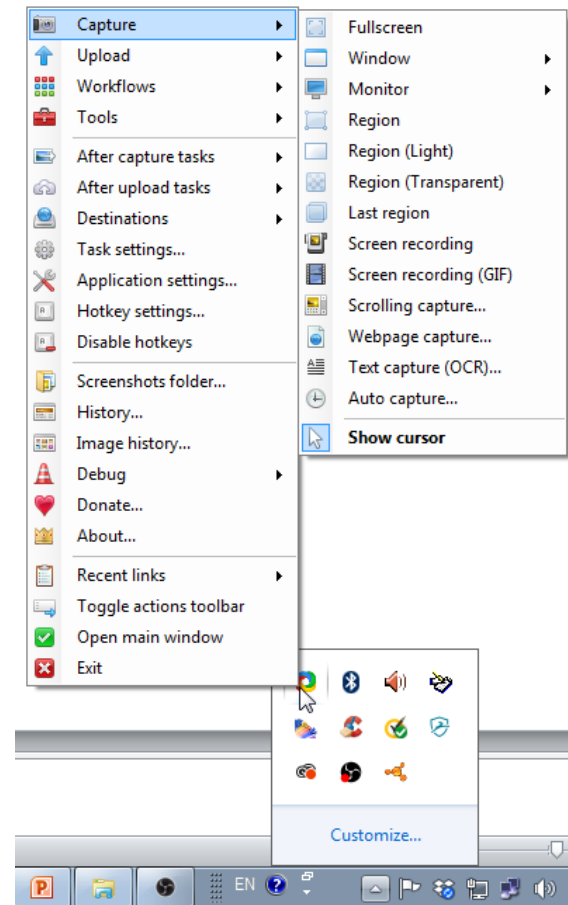 Capture
Upload
Workflows
Tools
After capture tasks
After upload tasks
Destinations
Task settings...
Application settings...
Hotkey settings...
Disable hotkeys
Screenshots folder...
History...
Image history...
Debug
Donate...
About...
Recent links
Toggle actions toolbar
Open main window
Exit
Fullscreen
Window
Monitor
Region
Region (Light)
Region (Transparent)
Last region
Screen recording
Screen recording (GIF)
Scrolling capture...
Webpage capture...
Text capture (OCR)...
Auto capture...
Show cursor
Customize...
EN